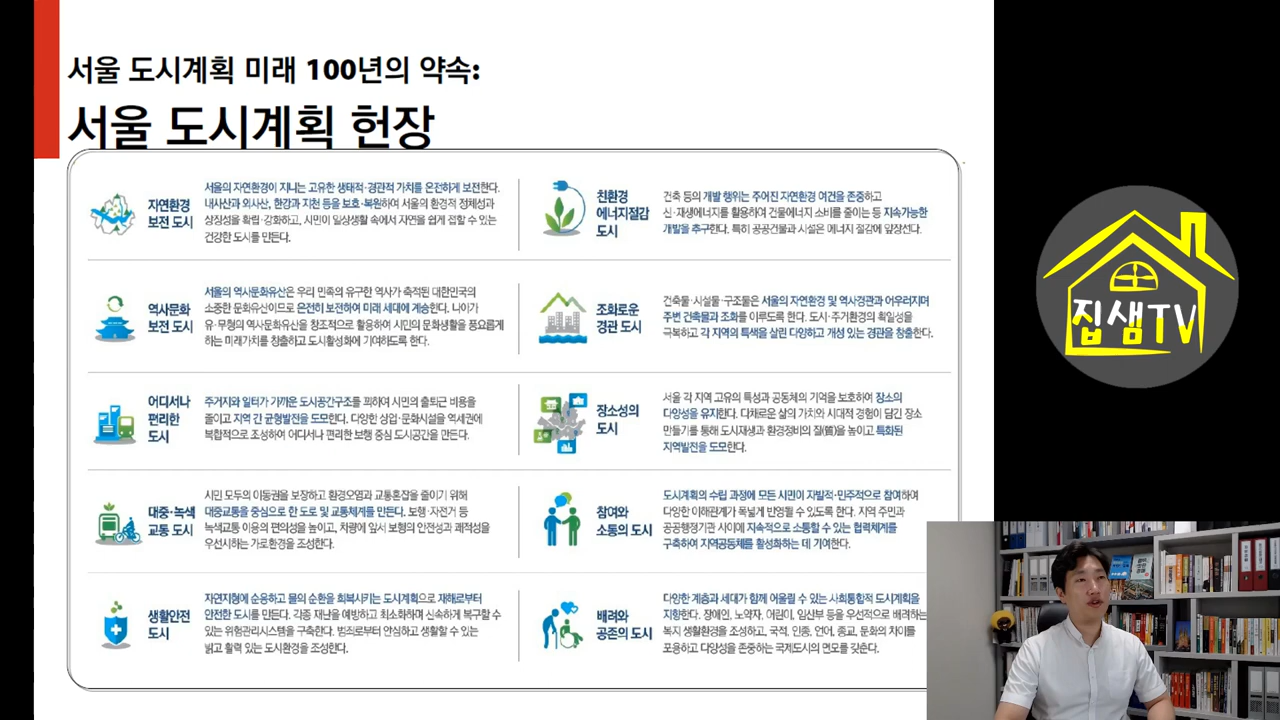 서울 도시계획 미래 100년의 약속:
서울 도시계획 헌장
자연환경
보전 도시
서울의 자연환경이 지니는 고유한 생태적·경관적 가치를 온전하게 보전한다.
내사산과 외사산, 한강과 지천 등을 보호·복원하여 서울의 환경적 정체성과
상징성을 확립·강화하고, 시민이 일상생활 속에서 자연을 쉽게 접할 수 있는
건강한 도시를 만든다.
친환경
에너지절감
도시
건축 등의 개발 행위는 주어진 자연환경 여건을 존중하고
신·재생에너지를 활용하여 건물에너지 소비를 줄이는 등 지속가능한
개발을 추구한다. 특히 공공건물과 시설은 에너지 절감에 앞장선다.
역사문화
보전 도시
서울의 역사문화유산은 우리 민족의 유구한 역사가 축적된 대한민국의
소중한 문화유산이므로 온전히 보전하여 미래 세대에 계승한다. 나아가
유·무형의 역사문화유산을 창조적으로 활용하여 시민의 문화생활을 풍요롭게
하는 미래가치를 창출하고 도시활성화에 기여하도록 한다.
조화로운
경관 도시
건축물·시설물·구조물은 서울의 자연환경 및 역사경관과 어우러지며
주변 건축물과 조화를 이루도록 한다. 도시·주거환경의 획일성을
극복하고 각 지역의 특색을 살린 다양하고 개성 있는 경관을 창출한다.
어디서나
편리한
도시
주거지와 일터가 가까운 도시공간구조를 꾀하여 시민의 출퇴근 비용을
줄이고 지역 간 균형발전을 도모한다. 다양한 상업·문화시설을 역세권에
복합적으로 조성하여 어디서나 편리한 보행 중심 도시공간을 만든다.
장소성의
도시
서울 각 지역 고유의 특성과 공동체의 기억을 보호하여 장소의
다양성을 유지한다. 다채로운 삶의 가치와 시대적 경험이 담긴 장소
만들기를 통해 도시재생과 환경정비의 질(質)을 높이고 특화된
지역발전을 도모한다.
대중·녹색
교통 도시
시민 모두의 이동권을 보장하고 환경오염과 교통혼잡을 줄이기 위해
대중교통을 중심으로 한 도로 및 교통체계를 만든다. 보행·자전거 등
녹색교통 이용의 편의성을 높이고, 차량에 앞서 보행의 안전성과 쾌적성을
우선시하는 가로환경을 조성한다.
참여와
소통의 도시
도시계획의 수립 과정에 모든 시민이 자발적·민주적으로 참여하여
다양한 이해관계가 폭넓게 반영될 수 있도록 한다. 지역 주민과
공공행정기관 사이에 지속적으로 소통할 수 있는 협력체계를
구축하여 지역공동체를 활성화하는 데 기여한다.
생활안전
도시
자연지형에 순응하고 물의 순환을 회복시키는 도시계획으로 재해로부터
안전한 도시를 만든다. 각종 재난을 예방하고 최소화하며 신속하게 복구할 수
있는 위험관리시스템을 구축한다. 범죄로부터 안심하고 생활할 수 있는
밝고 활력 있는 도시환경을 조성한다.
배려와
공존의 도시
다양한 계층과 세대가 함께 어울릴 수 있는 사회통합적 도시계획을
지향한다. 장애인, 노약자, 어린이, 임산부 등을 우선적으로 배려하는
복지 생활환경을 조성하고, 국적, 인종, 언어, 종교, 문화의 차이를
포용하고 다양성을 존중하는 국제도시의 면모를 갖춘다.
집샘TV